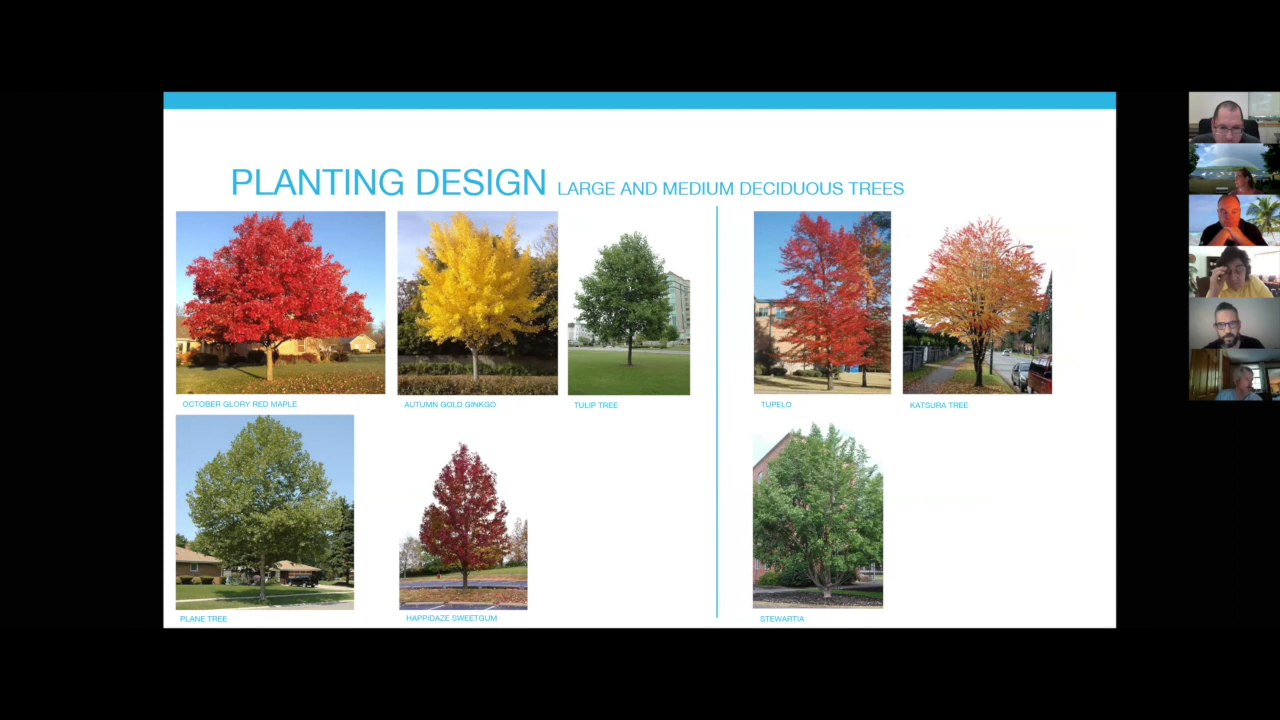 PLANTING DESIGN LARGE AND MEDIUM DECIDUOUS TREES
OCTOBER GLORY RED MAPLE
AUTUMN GOLD GINKGO
TULIP TREE
TUPELO
KATSURA TREE
PLANE TREE
HAPPIDAZE SWEETGUM
STEWARTIA